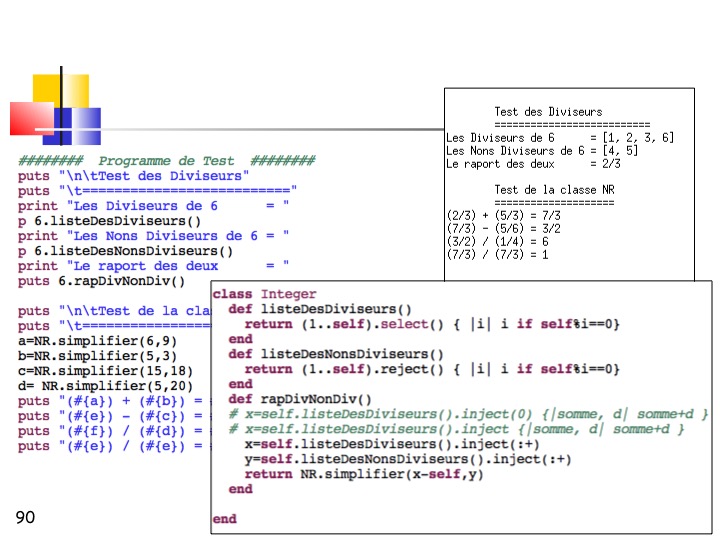 ######## Programme de Test ########
puts "\n\tTest des Diviseurs"
puts "\t=========================="
print "Les Diviseurs de 6      = "
p 6.listeDesDiviseurs()
print "Les Nons Diviseurs de 6 = "
p 6.listeDesNonsDiviseurs()
print "Le raport des deux      = "
puts 6.rapDivNonDiv()
puts "\n\tTest de la clas
puts "\t=================
a=NR.simplifier(6,9)
b=NR.simplifier(5,3)
c=NR.simplifier(15,18)
d= NR.simplifier(5,20)
puts "(#{a}) + (#{b}) =
puts "(#{e}) - (#{c}) =
puts "(#{f}) / (#{d}) =
puts "(#{e}) / (#{e}) =
Test des Diviseurs
==========================
Les Diviseurs de 6      = [1, 2, 3, 6]
Les Nons Diviseurs de 6 = [4, 5]
Le raport des deux      = 2/3
Test de la classe NR
====================
(2/3) + (5/3) = 7/3
(7/3) - (5/6) = 3/2
(3/2) / (1/4) = 6
(7/3) / (7/3) = 1
class Integer
def listeDesDiviseurs()
return (1..self).select() { |i| i if self%i==0}
end
def listeDesNonsDiviseurs()
return (1..self).reject() { |i| i if self%i==0}
end
def rapDivNonDiv()
# x=self.listeDesDiviseurs().inject(0) {|somme, d| somme+d }
# x=self.listeDesDiviseurs().inject {|somme, d| somme+d }
x=self.listeDesDiviseurs().inject(:+)
y=self.listeDesNonsDiviseurs().inject(:+)
return NR.simplifier(x-self,y)
end
end
90